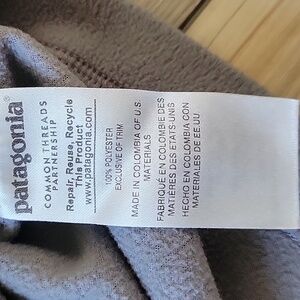 patagonia®
COMMON THREADS
PARTNERSHIP
Repair, Reuse, Recycle
This Product
www.patagonia.com
100% POLYESTER
EXCLUSIVE OF TRIM
MADE IN COLOMBIA OF U.S.
MATERIALS
FABRIQUÉ EN COLOMBIE DES
MATIÈRES DES ETATS-UNIS
HECHO EN COLOMBIA CON
MATERIALES DE EE.UU